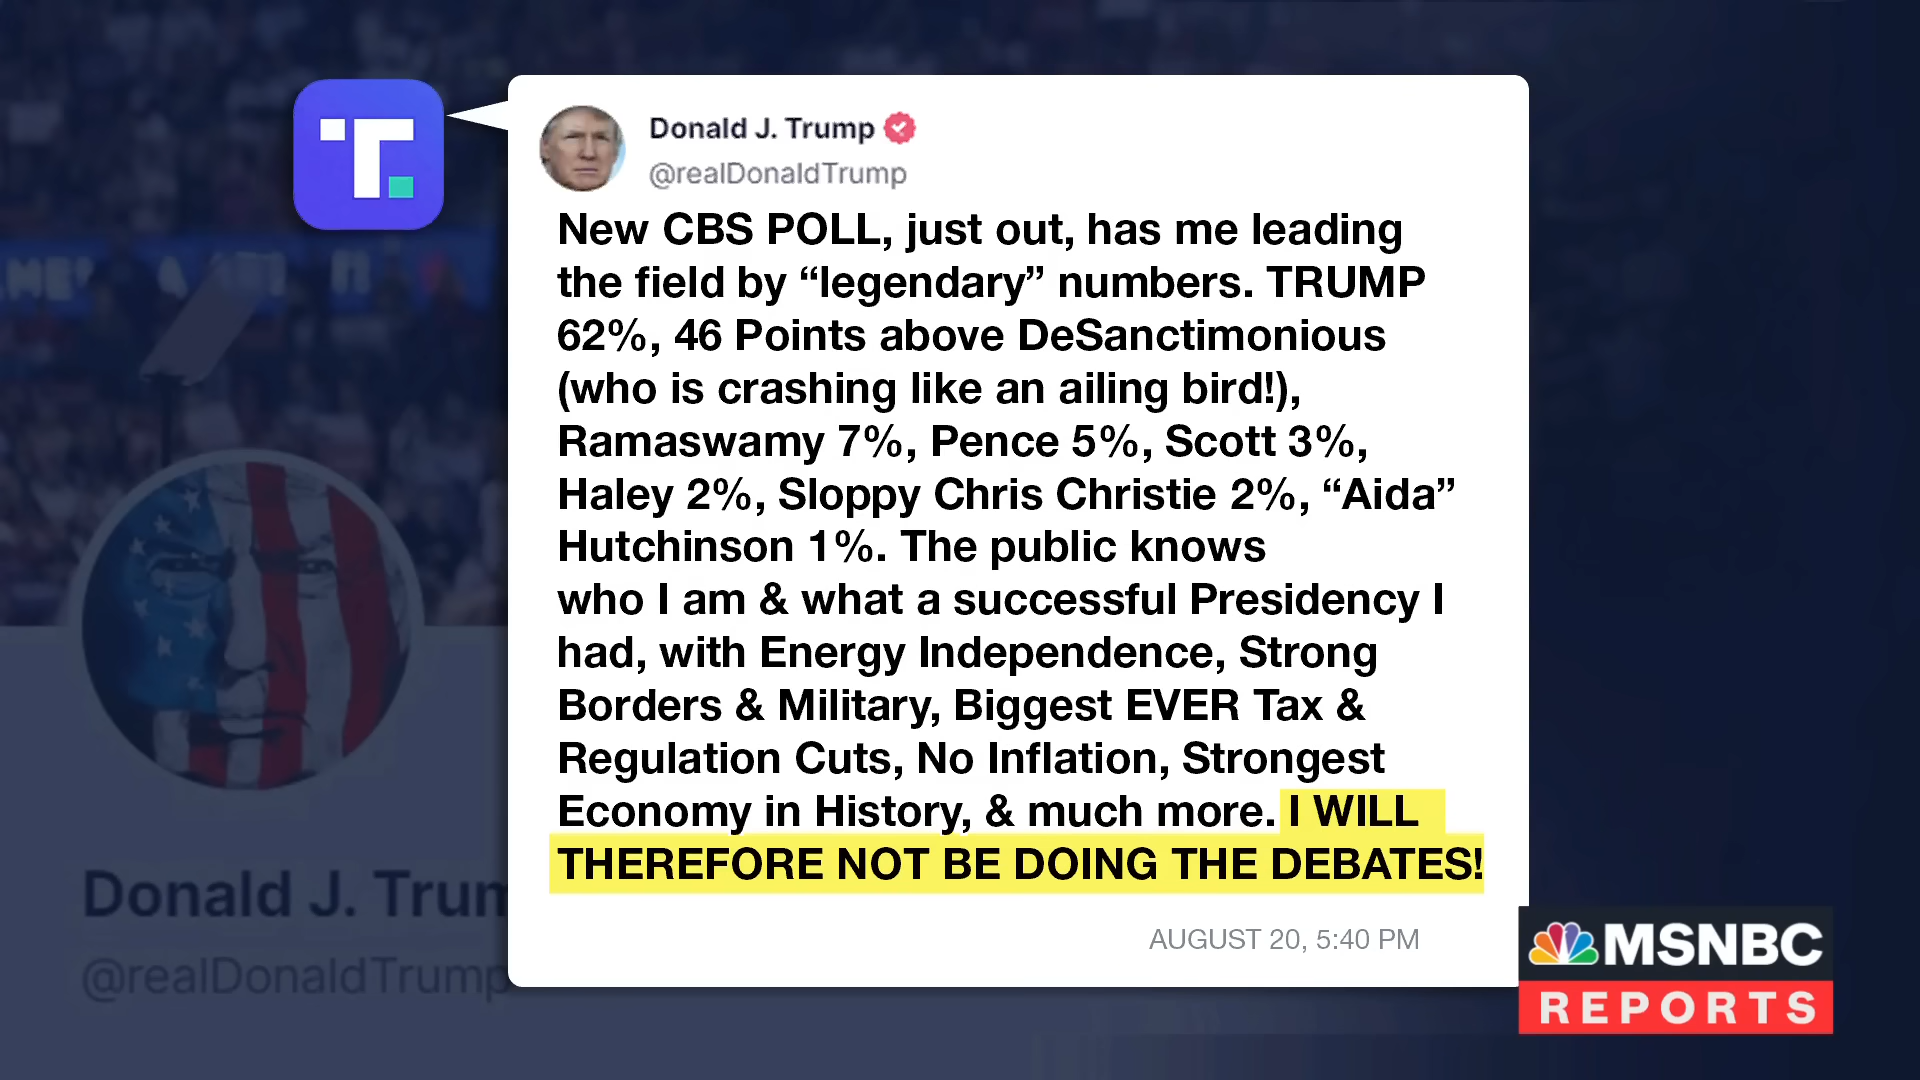 Donald J. Trump
@realDonaldTrump
New CBS POLL, just out, has me leading
the field by “legendary” numbers. TRUMP
62%, 46 Points above DeSanctimonious
(who is crashing like an ailing bird!),
Ramaswamy 7%, Pence 5%, Scott 3%,
Haley 2%, Sloppy Chris Christie 2%, “Aida”
Hutchinson 1%. The public knows
who I am & what a successful Presidency I
had, with Energy Independence, Strong
Borders & Military, Biggest EVER Tax &
Regulation Cuts, No Inflation, Strongest
Economy in History, & much more. I WILL
THEREFORE NOT BE DOING THE DEBATES!
AUGUST 20, 5:40 PM
Donald J. Trum
@realDonaldTrump
MSNBC
REPORTS